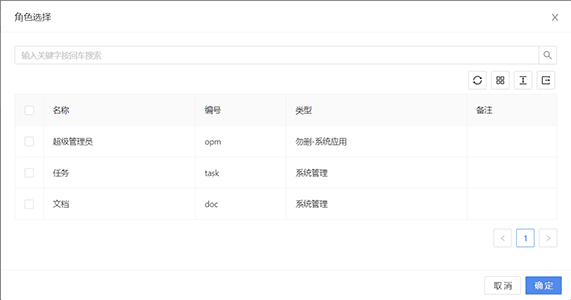 角色选择
输入关键字按回车搜索
名称 编号 类型 备注
超级管理员 opm 勿删-系统应用
任务 task 系统管理
文档 doc 系统管理
1
取消 确定